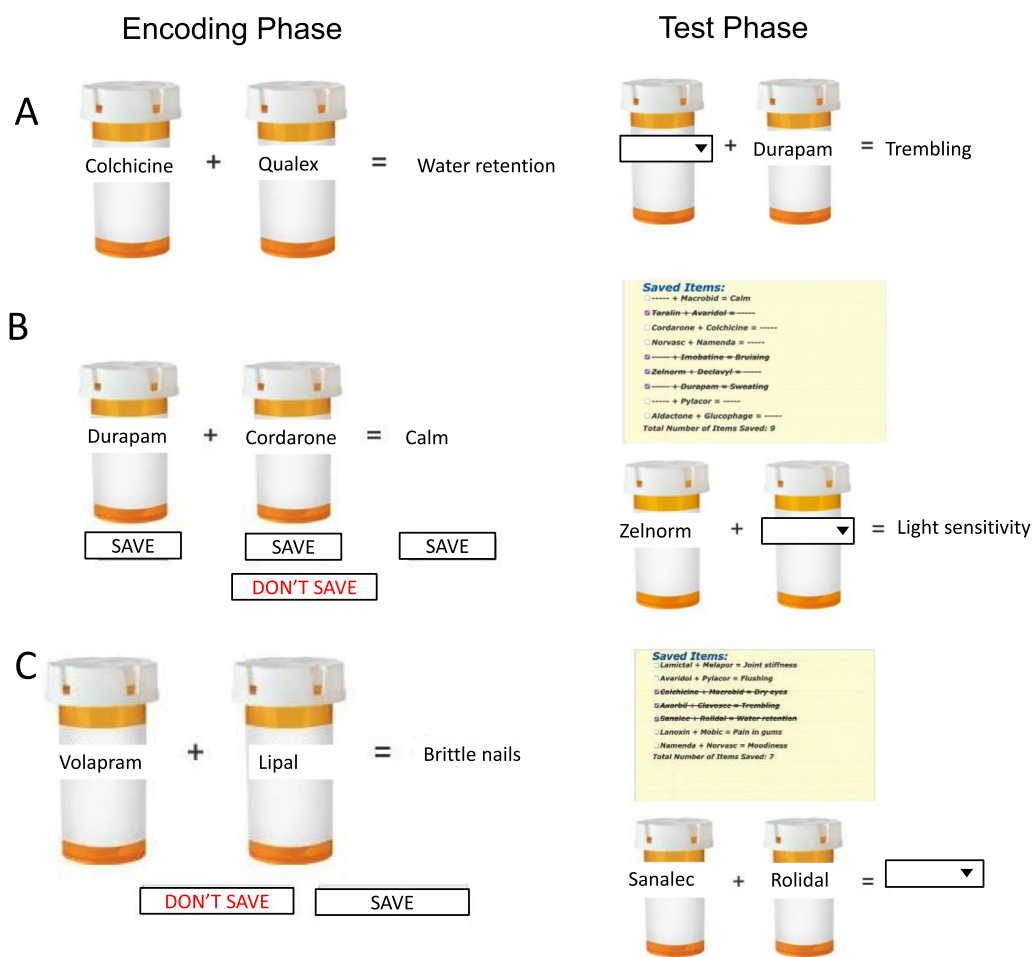 Encoding Phase
Test Phase
A
Colchicine + Qualex = Water retention
+ Durapam = Trembling
B
Durapam + Cordarone = Calm
SAVE SAVE SAVE
DON'T SAVE
Saved Items:
----- + Macrobid = Calm
Taralin + Avaridol = -----
Cordarone + Colchicine = -----
Norvasc + Namenda = -----
----- + Imobatine = Bruising
Zelnorm + Declavyl = -----
----- + Durapam = Sweating
----- + Pylacor = -----
Aldactone + Glucophage = -----
Total Number of Items Saved: 9
Zelnorm + = Light sensitivity
C
Volapram + Lipal = Brittle nails
DON'T SAVE SAVE
Saved Items:
Lamictal + Melapor = Joint stiffness
Avaridol + Pylacor = Flushing
Colchicine + Macrobid = Dry eyes
Axorbil + Clavosec = Trembling
Sanalec + Rolidal = Water retention
Lanoxin + Mobic = Pain in gums
Namenda + Norvasc = Moodiness
Total Number of Items Saved: 7
Sanalec + Rolidal =